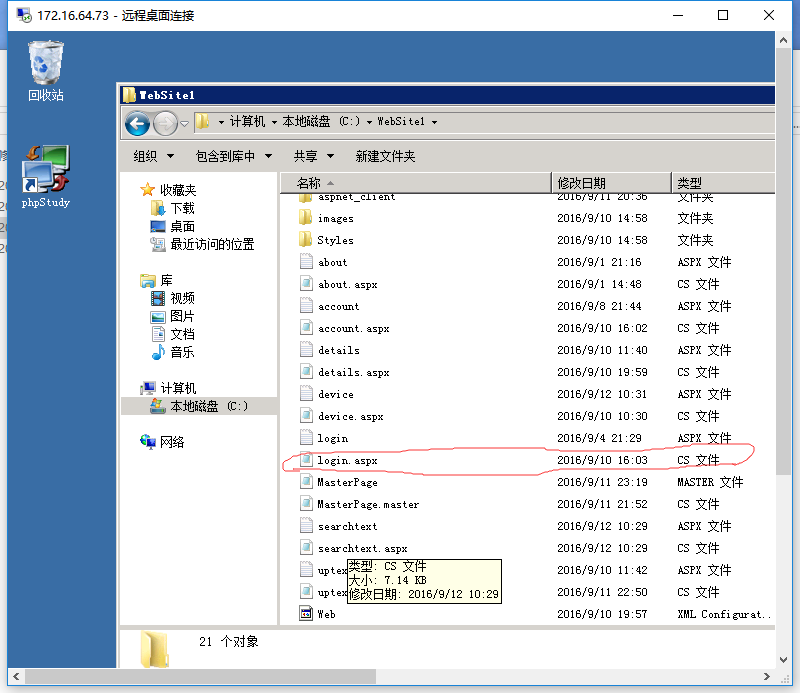 172.16.64.73 - 远程桌面连接
回收站
phpStudy
WebSite1
计算机 本地磁盘 (C:) WebSite1
组织 包含到库中 共享 新建文件夹
收藏夹
下载
桌面
最近访问的位置
库
视频
图片
文档
音乐
计算机
本地磁盘 (C:)
网络
名称 修改日期 类型
aspnet_client 2016/9/11 20:36 文件夹
images 2016/9/10 14:58 文件夹
Styles 2016/9/10 14:58 文件夹
about 2016/9/1 21:16 ASPX 文件
about.aspx 2016/9/1 14:48 CS 文件
account 2016/9/8 21:44 ASPX 文件
account.aspx 2016/9/10 16:02 CS 文件
details 2016/9/10 11:40 ASPX 文件
details.aspx 2016/9/10 19:59 CS 文件
device 2016/9/12 10:31 ASPX 文件
device.aspx 2016/9/10 10:30 CS 文件
login 2016/9/4 21:29 ASPX 文件
login.aspx 2016/9/10 16:03 CS 文件
MasterPage 2016/9/11 23:19 MASTER 文件
MasterPage.master 2016/9/11 21:52 CS 文件
searchtext 2016/9/12 10:29 ASPX 文件
searchtext.aspx 2016/9/12 10:29 CS 文件
uptex 2016/9/10 11:42 ASPX 文件
uptex 2016/9/11 22:50 CS 文件
类型: CS 文件
大小: 7.14 KB
修改日期: 2016/9/12 10:29
Web 2016/9/10 19:57 XML Configurat..
21 个对象